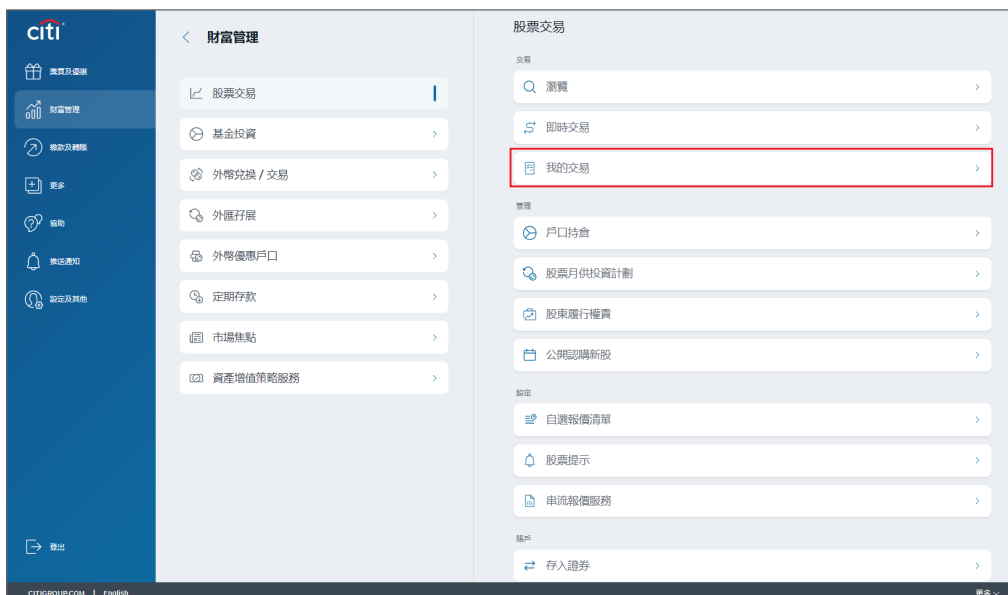 citi
獎賞及優惠
財富管理
繳款及轉賬
更多
協助
推送通知
設定及其他
登出
財富管理
股票交易
基金投資
外幣兌換 / 交易
外匯孖展
外幣優惠戶口
定期存款
市場焦點
資產增值策略服務
股票交易
交易
瀏覽
即時交易
我的交易
管理
戶口持倉
股票月供投資計劃
股東履行權責
公開認購新股
設定
自選報價清單
股票提示
串流報價服務
賬戶
存入證券
CITIGROUP.COM | English
更多